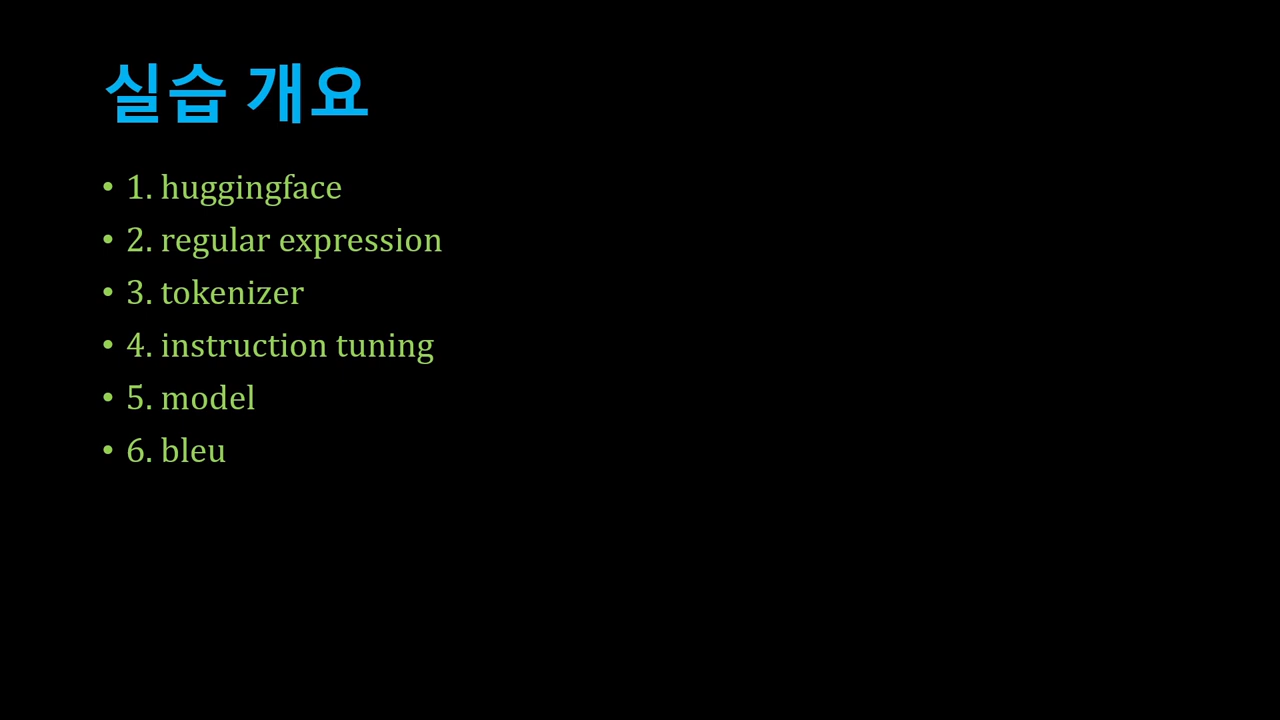 실습 개요
• 1. huggingface
• 2. regular expression
• 3. tokenizer
• 4. instruction tuning
• 5. model
• 6. bleu